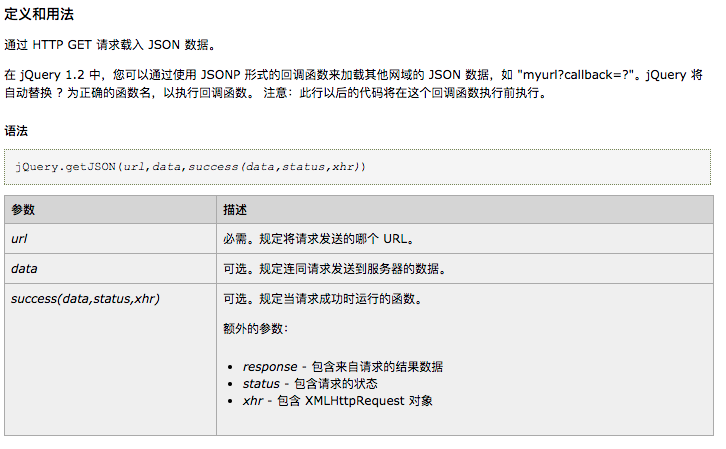 定义和用法
通过 HTTP GET 请求载入 JSON 数据。
在 jQuery 1.2 中，您可以通过使用 JSONP 形式的回调函数来加载其他网域的 JSON 数据，如 "myurl?callback=?"。jQuery 将
自动替换 ? 为正确的函数名，以执行回调函数。 注意：此行以后的代码将在这个回调函数执行前执行。
语法
jQuery.getJSON(url,data,success(data,status,xhr))
参数 描述
url 必需。规定将请求发送的哪个 URL。
data 可选。规定连同请求发送到服务器的数据。
success(data,status,xhr) 可选。规定当请求成功时运行的函数。
额外的参数：
• response - 包含来自请求的结果数据
• status - 包含请求的状态
• xhr - 包含 XMLHttpRequest 对象